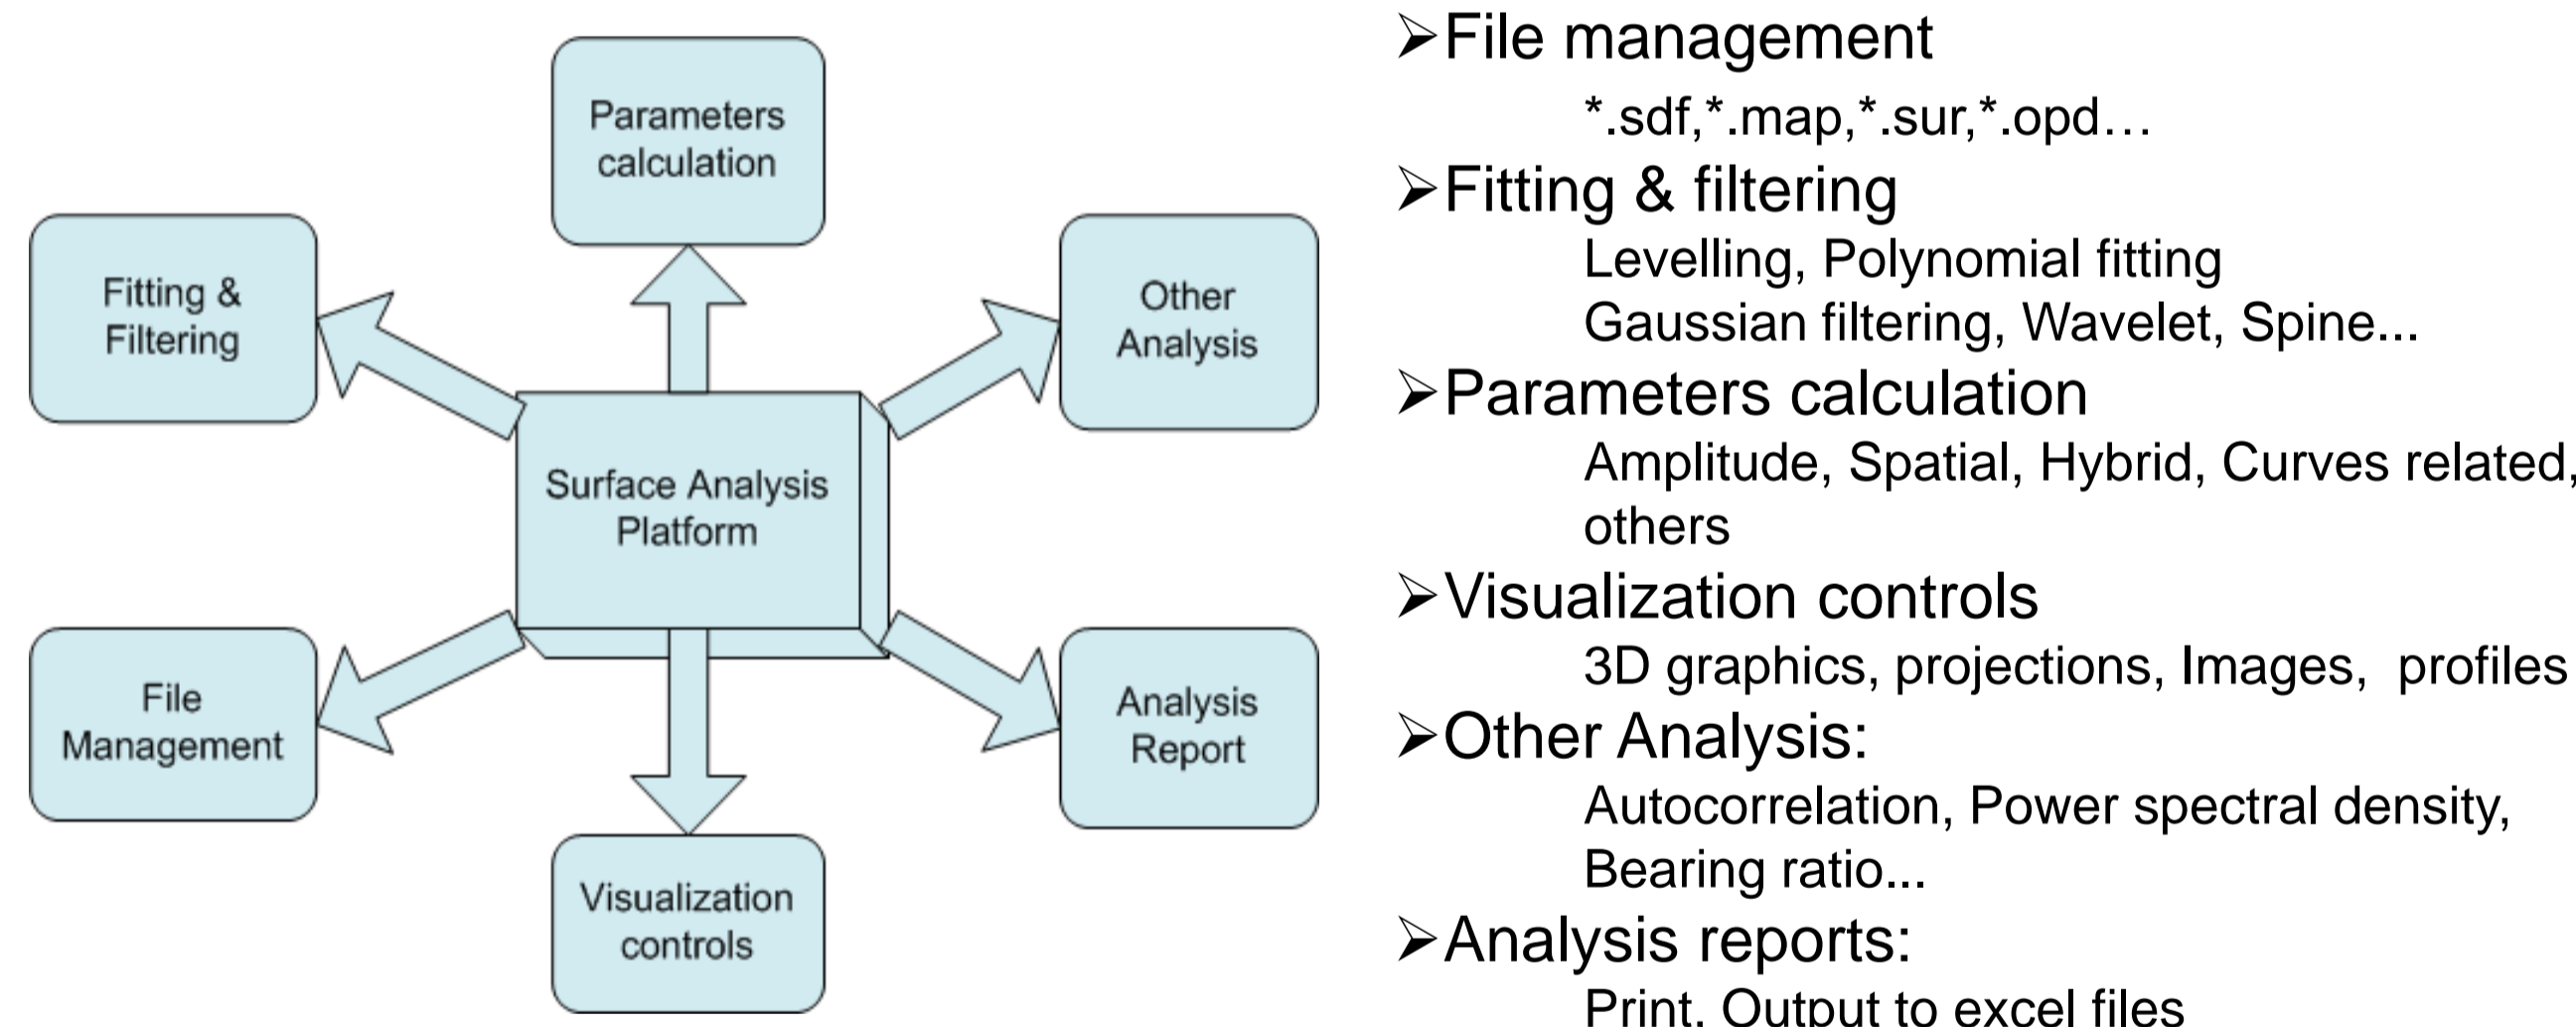 Parameters
calculation
Fitting &
Filtering
Other
Analysis
Surface Analysis
Platform
File
Management
Analysis
Report
Visualization
controls
➢File management
*.sdf,*.map,*.sur,*.opd…
➢Fitting & filtering
Levelling, Polynomial fitting
Gaussian filtering, Wavelet, Spine...
➢Parameters calculation
Amplitude, Spatial, Hybrid, Curves related,
others
➢Visualization controls
3D graphics, projections, Images, profiles
➢Other Analysis:
Autocorrelation, Power spectral density,
Bearing ratio...
➢Analysis reports:
Print, Output to excel files